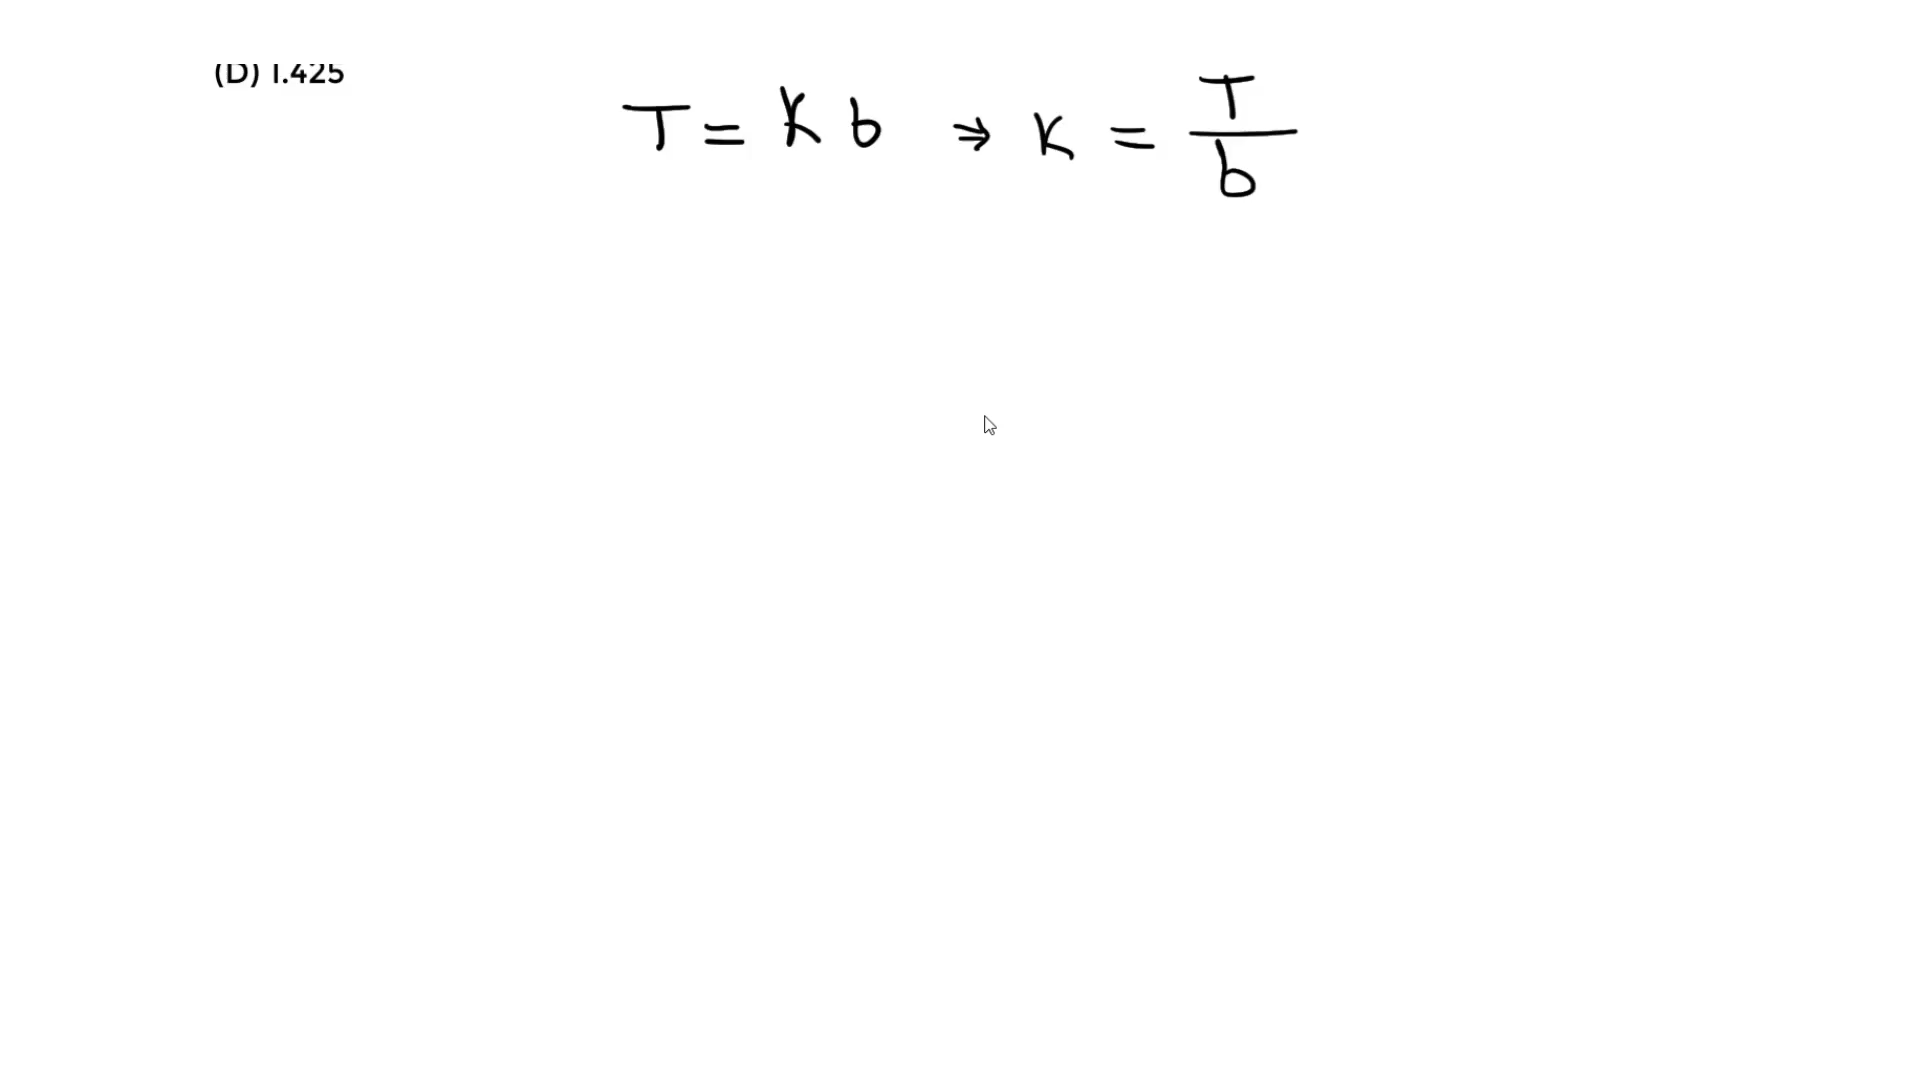 (D) 1.425
T = K b ⇒ K = T/b